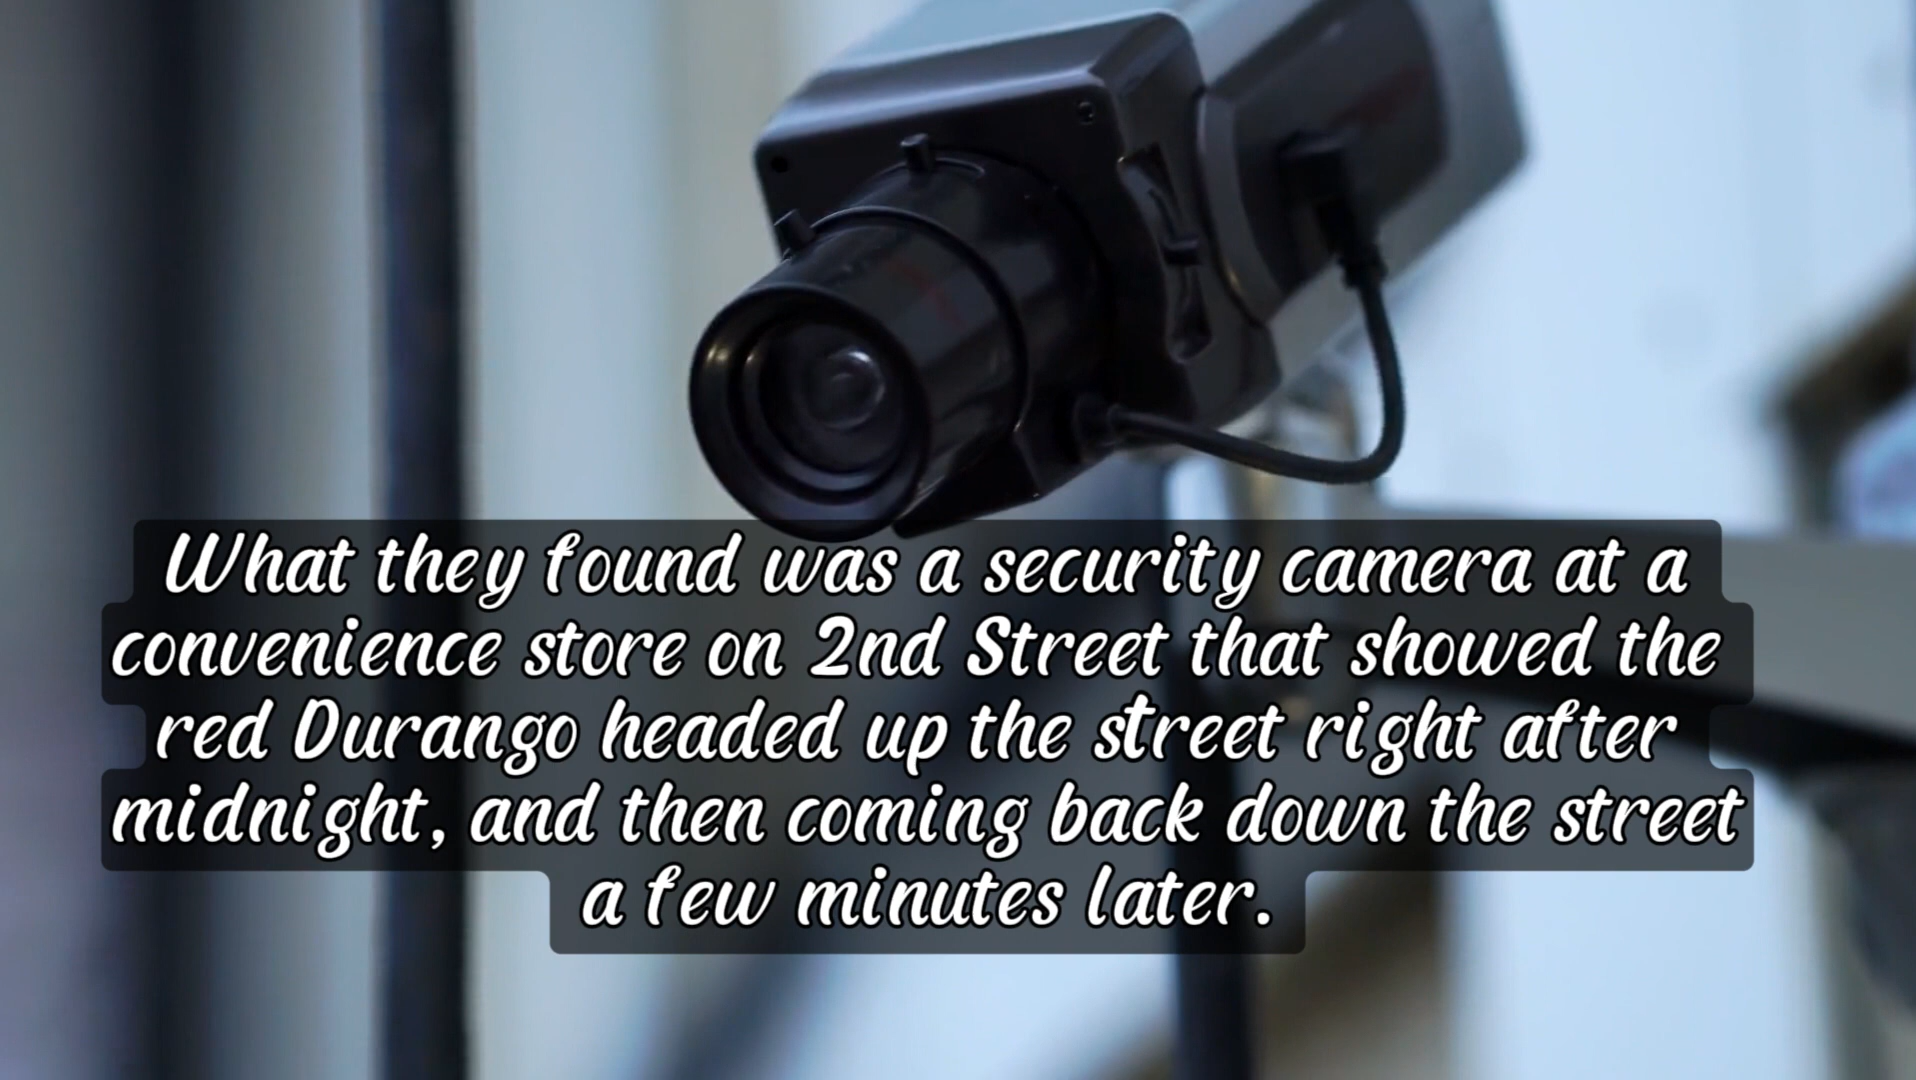 What they found was a security camera at a
convenience store on 2nd Street that showed the
red Durango headed up the street right after
midnight, and then coming back down the street
a few minutes later.